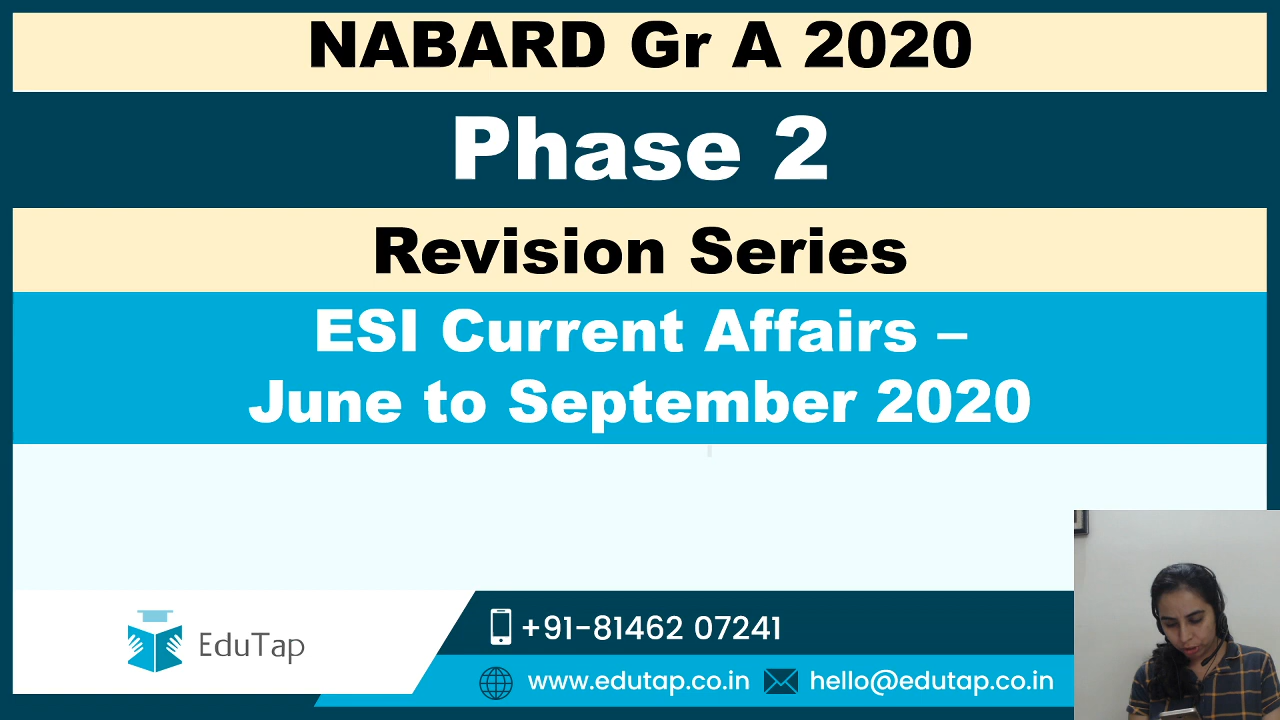 NABARD Gr A 2020
Phase 2
Revision Series
ESI Current Affairs –
June to September 2020
EduTap
+91-81462 07241
www.edutap.co.in hello@edutap.co.in